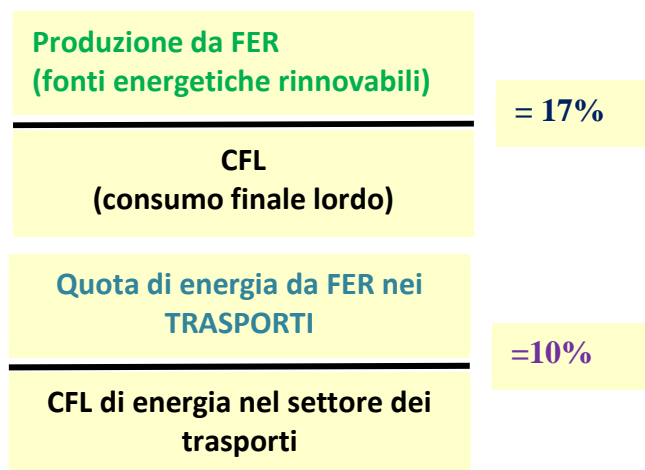 Produzione da FER
(fonti energetiche rinnovabili)
= 17%
CFL
(consumo finale lordo)
Quota di energia da FER nei
TRASPORTI
=10%
CFL di energia nel settore dei
trasporti